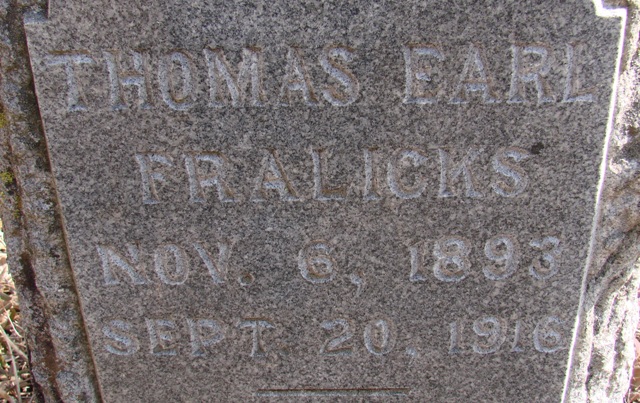 THOMAS EARL
FRALICKS
NOV. 6, 1893
SEPT. 20, 1916